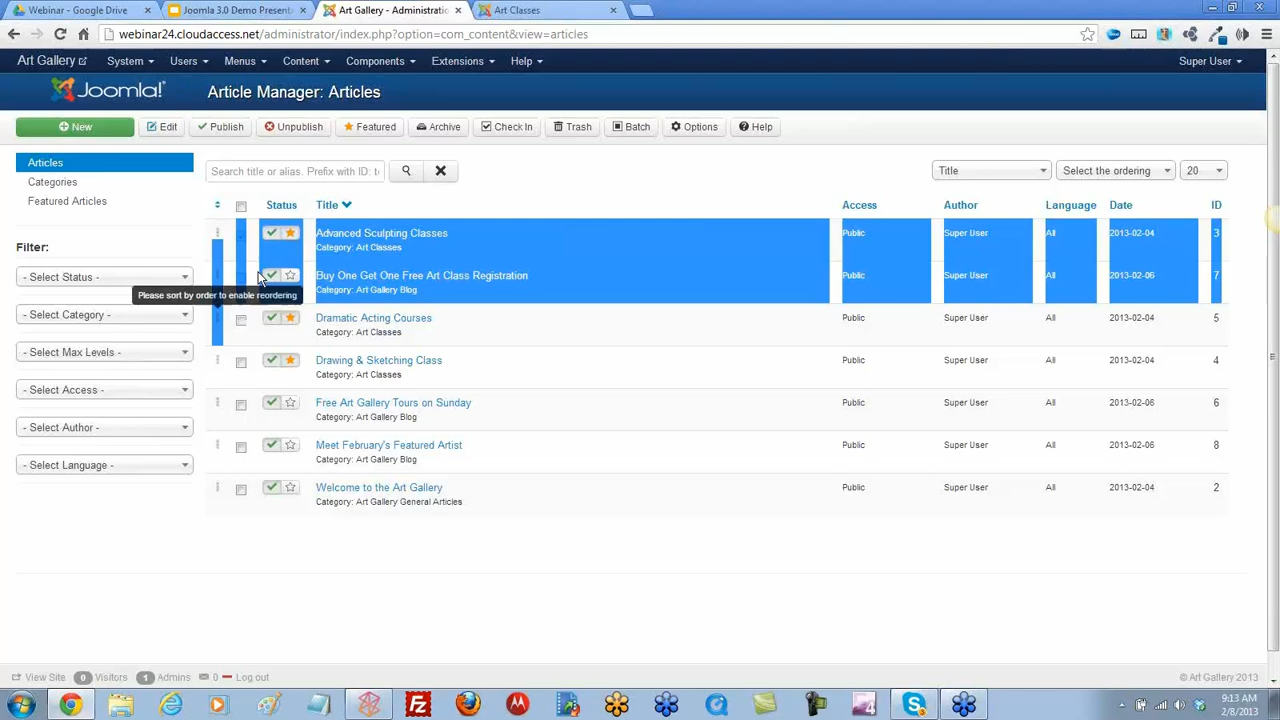 Webinar - Google Drive
Joomla 3.0 Demo Presenta
Art Gallery - Administratio
Art Classes
webinar24.cloudaccess.net/administrator/index.php?option=com_content&view=articles
Art Gallery System Users Menus Content Components Extensions Help Super User
Joomla! Article Manager: Articles
New Edit Publish Unpublish Featured Archive Check In Trash Batch Options Help
Articles
Categories
Featured Articles
Filter:
- Select Status -
- Select Category -
- Select Max Levels -
- Select Access -
- Select Author -
- Select Language -
Search title or alias. Prefix with ID: t
Title
Select the ordering
20
Status Title Access Author Language Date ID
Advanced Sculpting Classes Public Super User All 2013-02-04 3
Category: Art Classes
Buy One Get One Free Art Class Registration Public Super User All 2013-02-06 7
Category: Art Gallery Blog
Please sort by order to enable reordering
Dramatic Acting Courses Public Super User All 2013-02-04 5
Category: Art Classes
Drawing & Sketching Class Public Super User All 2013-02-04 4
Category: Art Classes
Free Art Gallery Tours on Sunday Public Super User All 2013-02-06 6
Category: Art Gallery Blog
Meet February's Featured Artist Public Super User All 2013-02-06 8
Category: Art Gallery Blog
Welcome to the Art Gallery Public Super User All 2013-02-04 2
Category: Art Gallery General Articles
View Site 0 Visitors 1 Admins 0 Log out © Art Gallery 2013
9:13 AM
2/8/2013